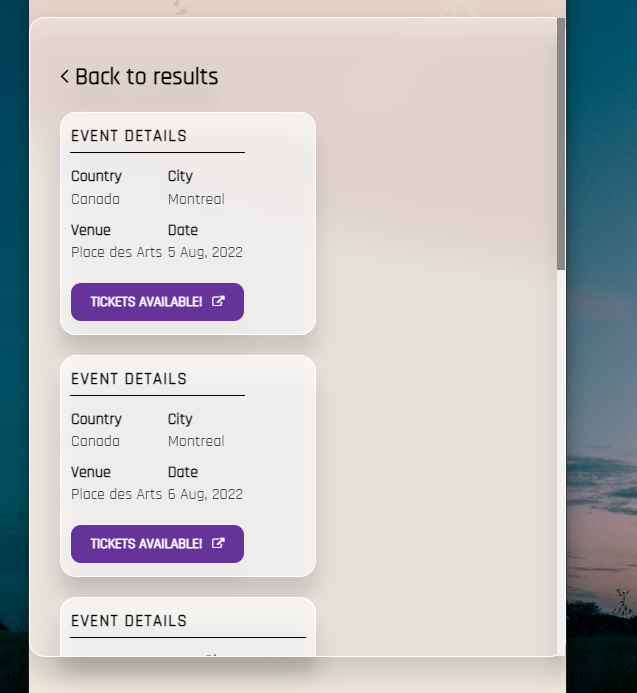 Back to results
EVENT DETAILS
Country City
Canada Montreal
Venue Date
Place des Arts 5 Aug, 2022
TICKETS AVAILABLE!
EVENT DETAILS
Country City
Canada Montreal
Venue Date
Place des Arts 6 Aug, 2022
TICKETS AVAILABLE!
EVENT DETAILS